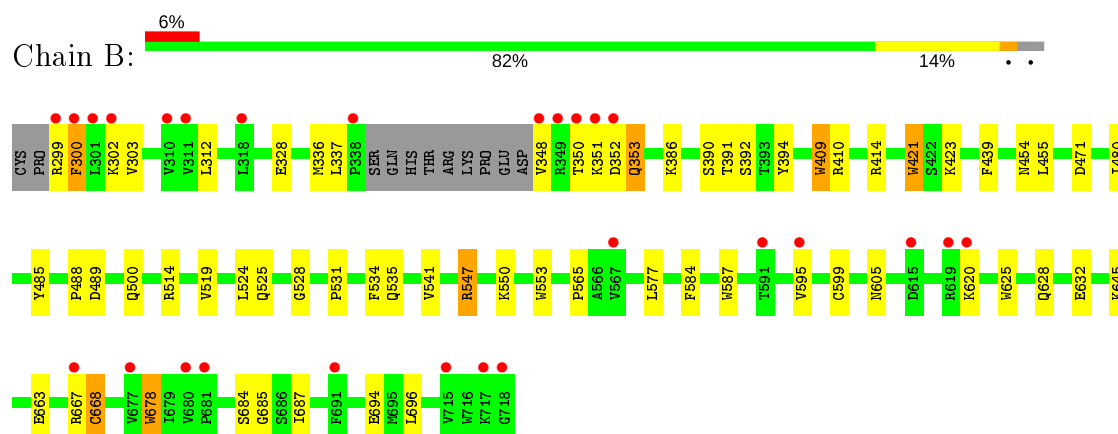 6%
Chain B:
82% 14% • •
CYS PRO R299 F300 L301 K302 V303 V310 V311 L312 L318 E328 M336 L337 P338 SER GLN HIS THR ARG LYS PRO GLU ASP V348 R349 T350 K351 D352 Q353 K386 S390 T391 S392 T393 Y394 W409 R410 R414 W421 S422 K423 F439 N454 L455 D471
Y485 P488 D489 Q500 R514 V519 L524 Q525 G528 P531 F534 Q535 V541 R547 K550 W553 P565 A566 V567 L577 F584 W587 T591 V595 C599 N605 D615 R619 K620 W625 Q628 E632 K645
E663 R667 C668 V677 W678 I679 V680 P681 S684 G685 S686 I687 F691 E694 M695 L696 V715 W716 K717 G718